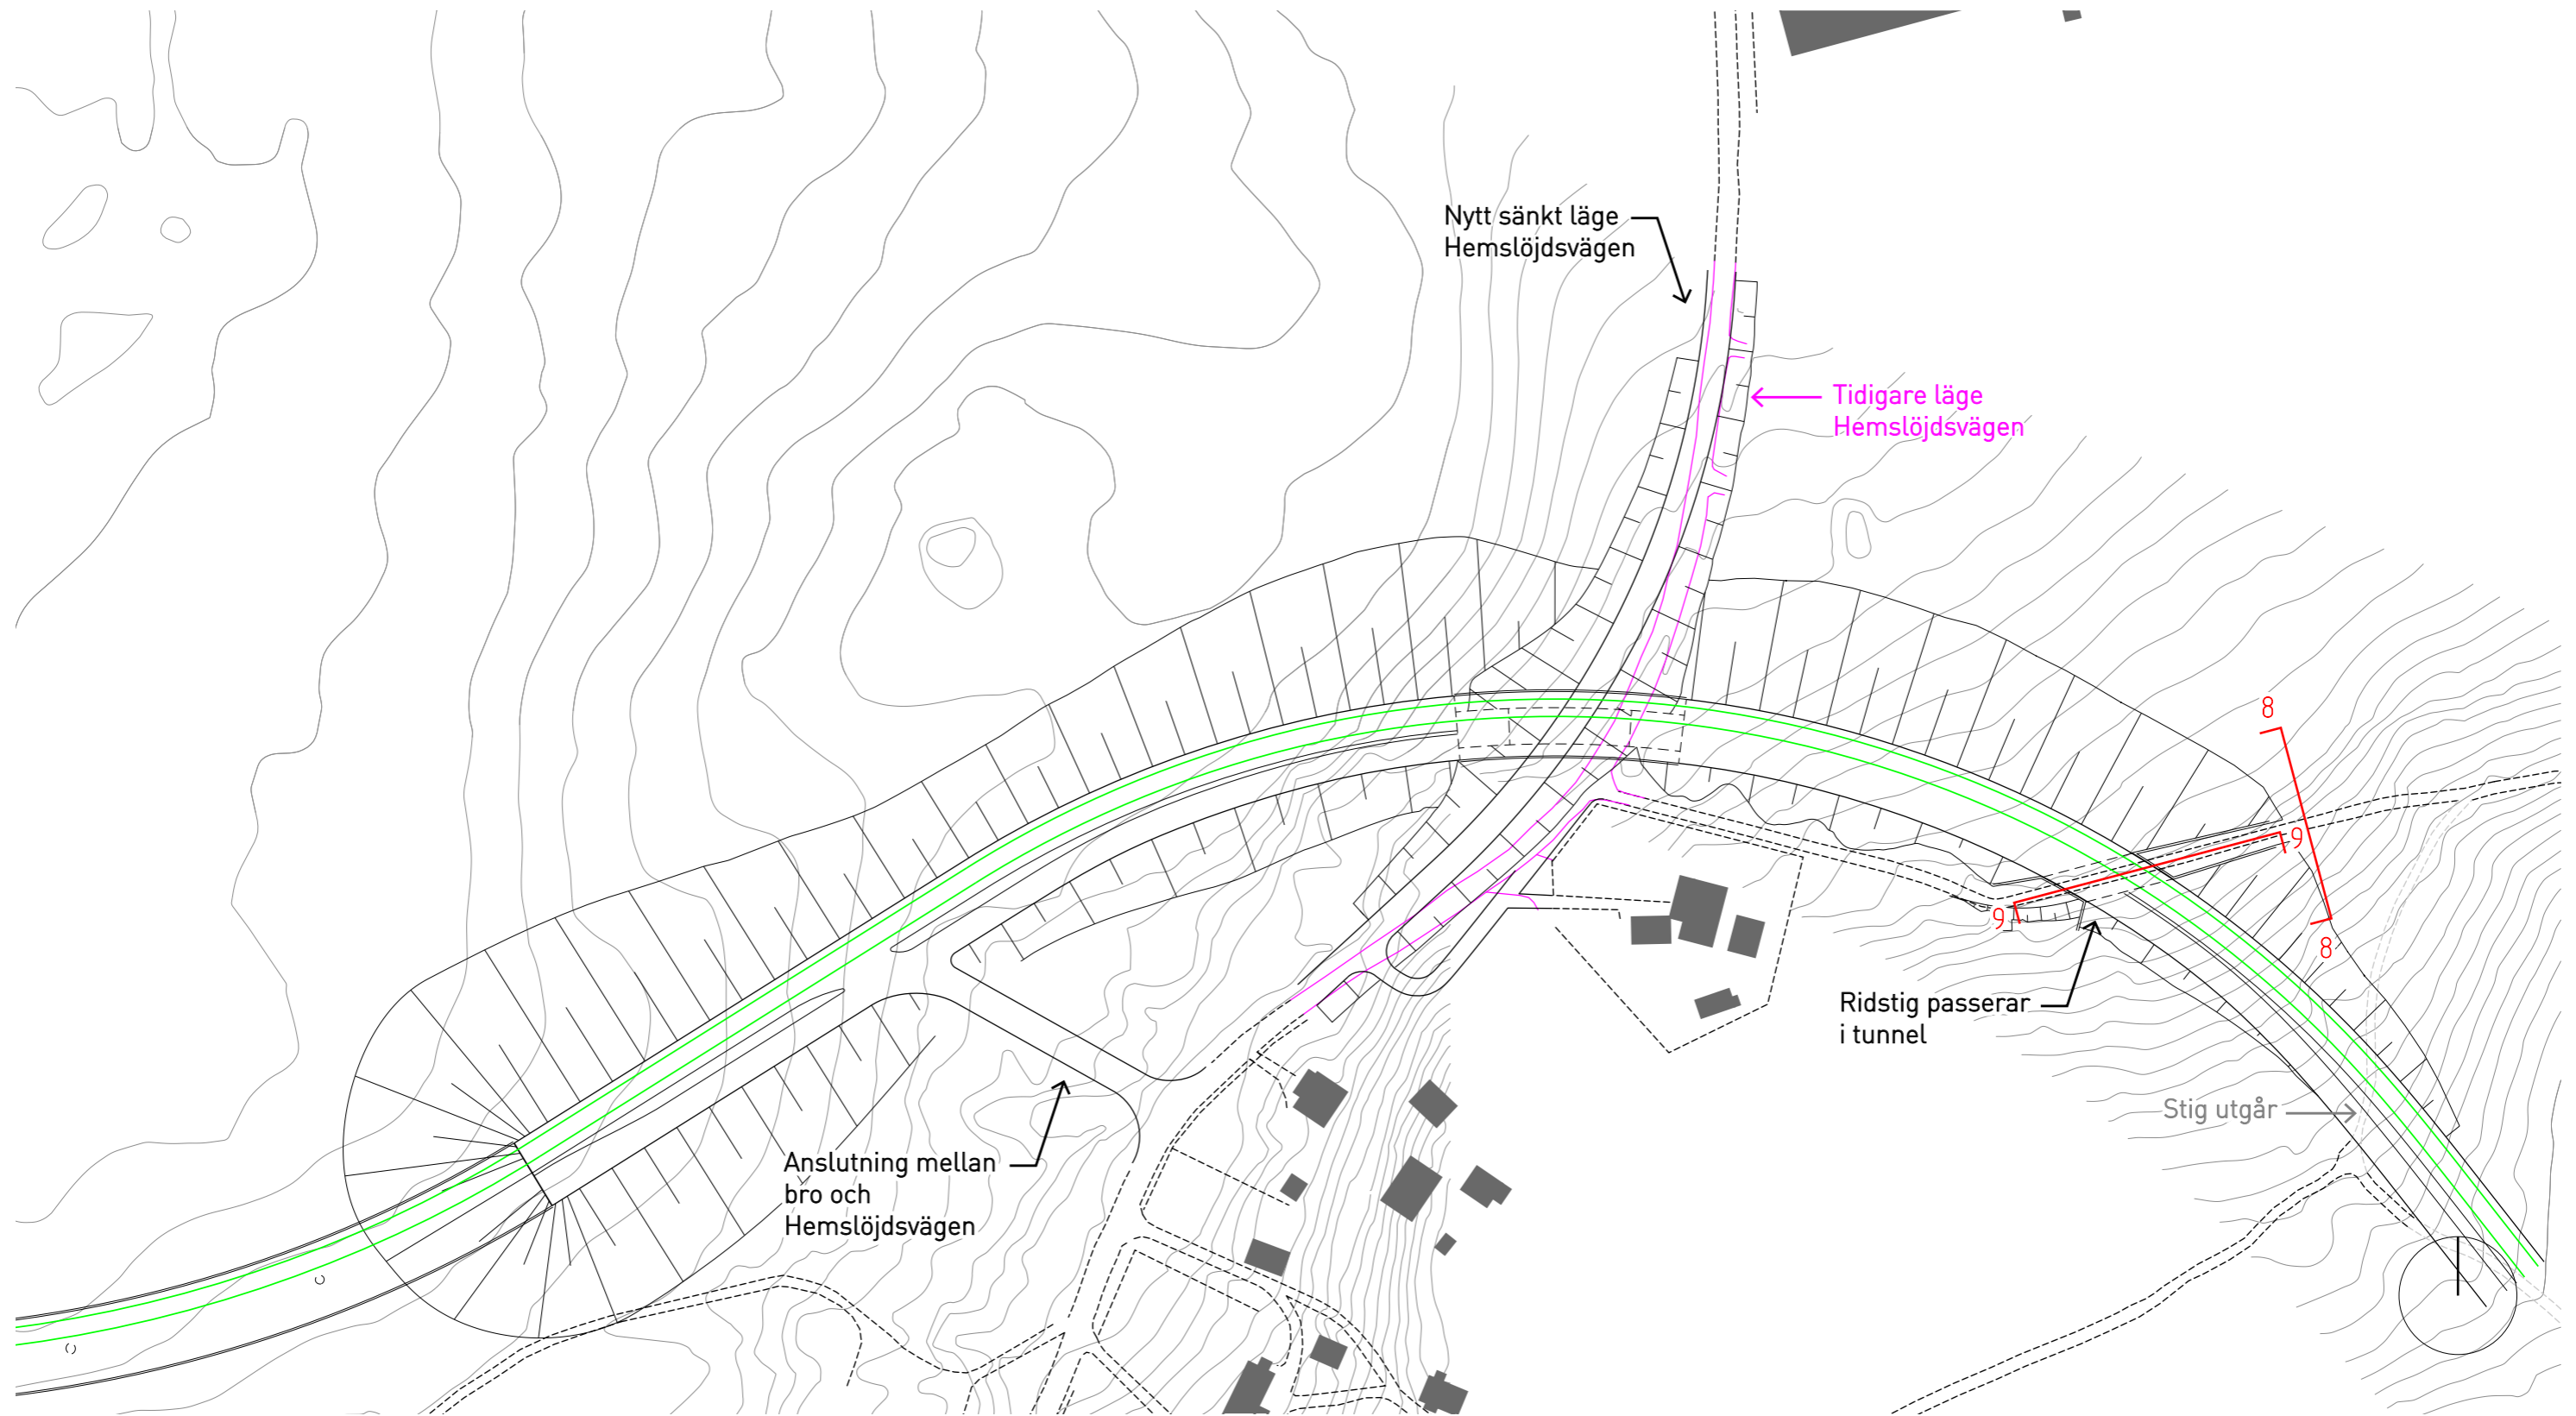 Nytt sänkt läge
Hemslöjdsvägen
Tidigare läge
Hemslöjdsvägen
8
9
9
8
Ridstig passerar
i tunnel
Stig utgår
Anslutning mellan
bro och
Hemslöjdsvägen